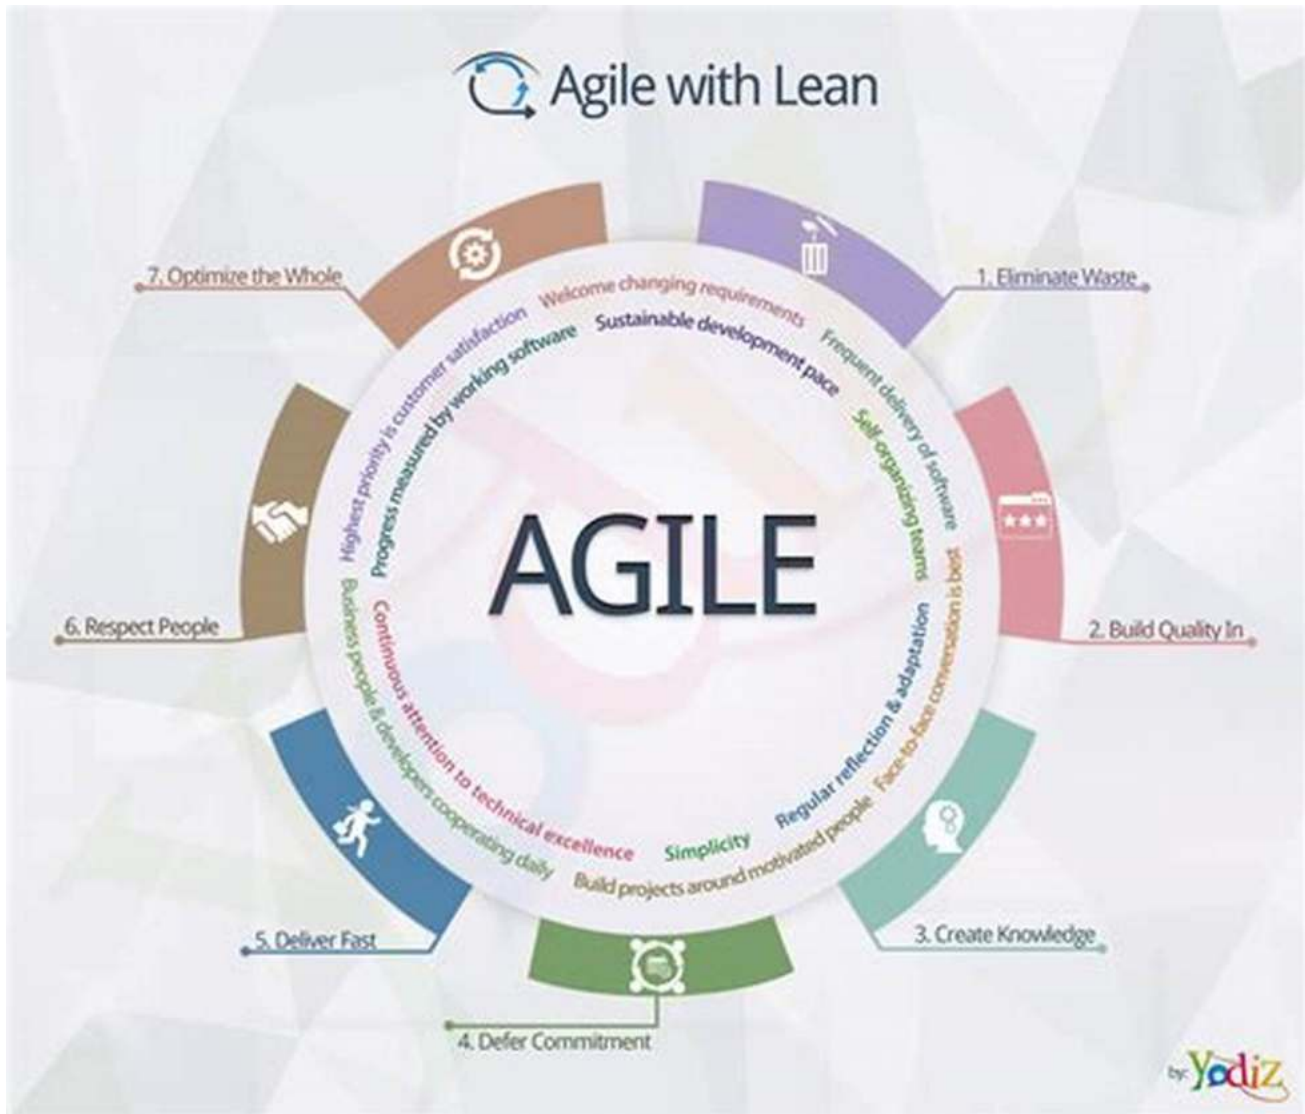 Agile with Lean
1. Eliminate Waste
2. Build Quality In
3. Create Knowledge
4. Defer Commitment
5. Deliver Fast
6. Respect People
7. Optimize the Whole
Highest priority is customer satisfaction
Welcome changing requirements
Frequent delivery of software
Face-to-face conversation is best
Build projects around motivated people
Business people & developers cooperating daily
Progress measured by working software
Sustainable development pace
Self-organizing teams
Regular reflection & adaptation
Simplicity
Continuous attention to technical excellence
AGILE
by: Yodiz